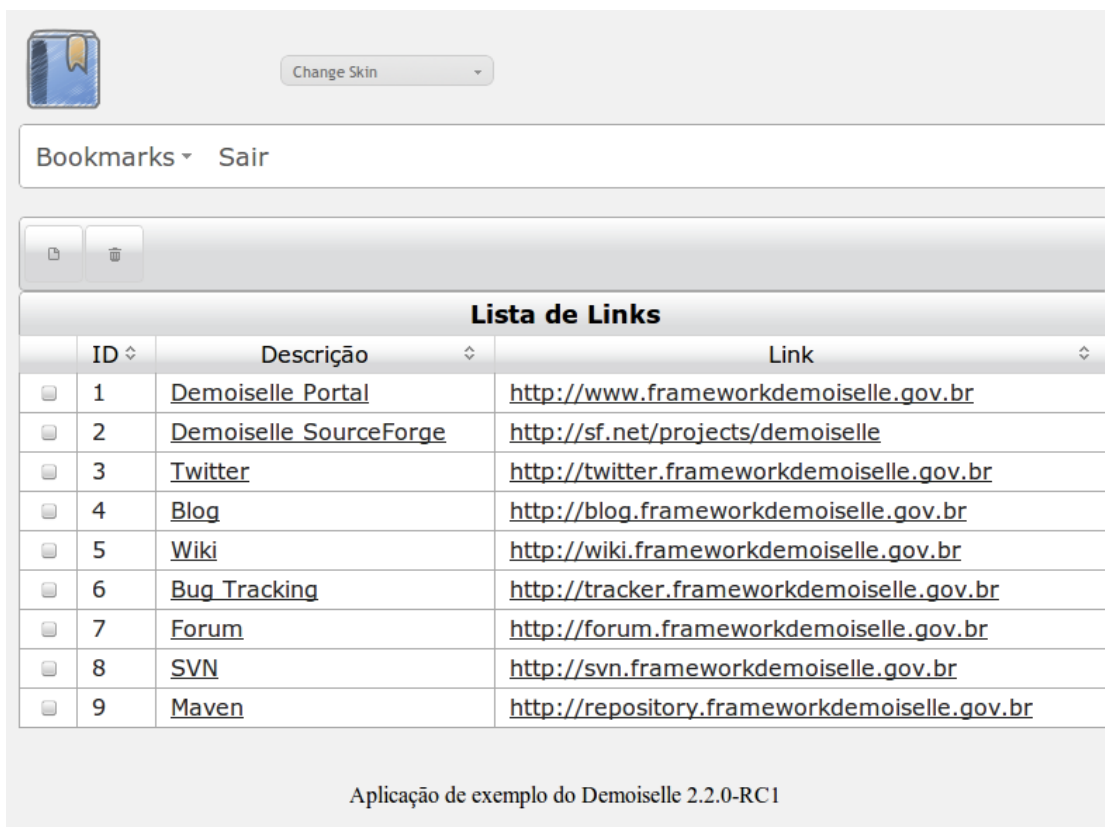 Change Skin
Bookmarks Sair
Lista de Links
ID Descrição Link
1 Demoiselle Portal http://www.frameworkdemoiselle.gov.br
2 Demoiselle SourceForge http://sf.net/projects/demoiselle
3 Twitter http://twitter.frameworkdemoiselle.gov.br
4 Blog http://blog.frameworkdemoiselle.gov.br
5 Wiki http://wiki.frameworkdemoiselle.gov.br
6 Bug Tracking http://tracker.frameworkdemoiselle.gov.br
7 Forum http://forum.frameworkdemoiselle.gov.br
8 SVN http://svn.frameworkdemoiselle.gov.br
9 Maven http://repository.frameworkdemoiselle.gov.br
Aplicação de exemplo do Demoiselle 2.2.0-RC1